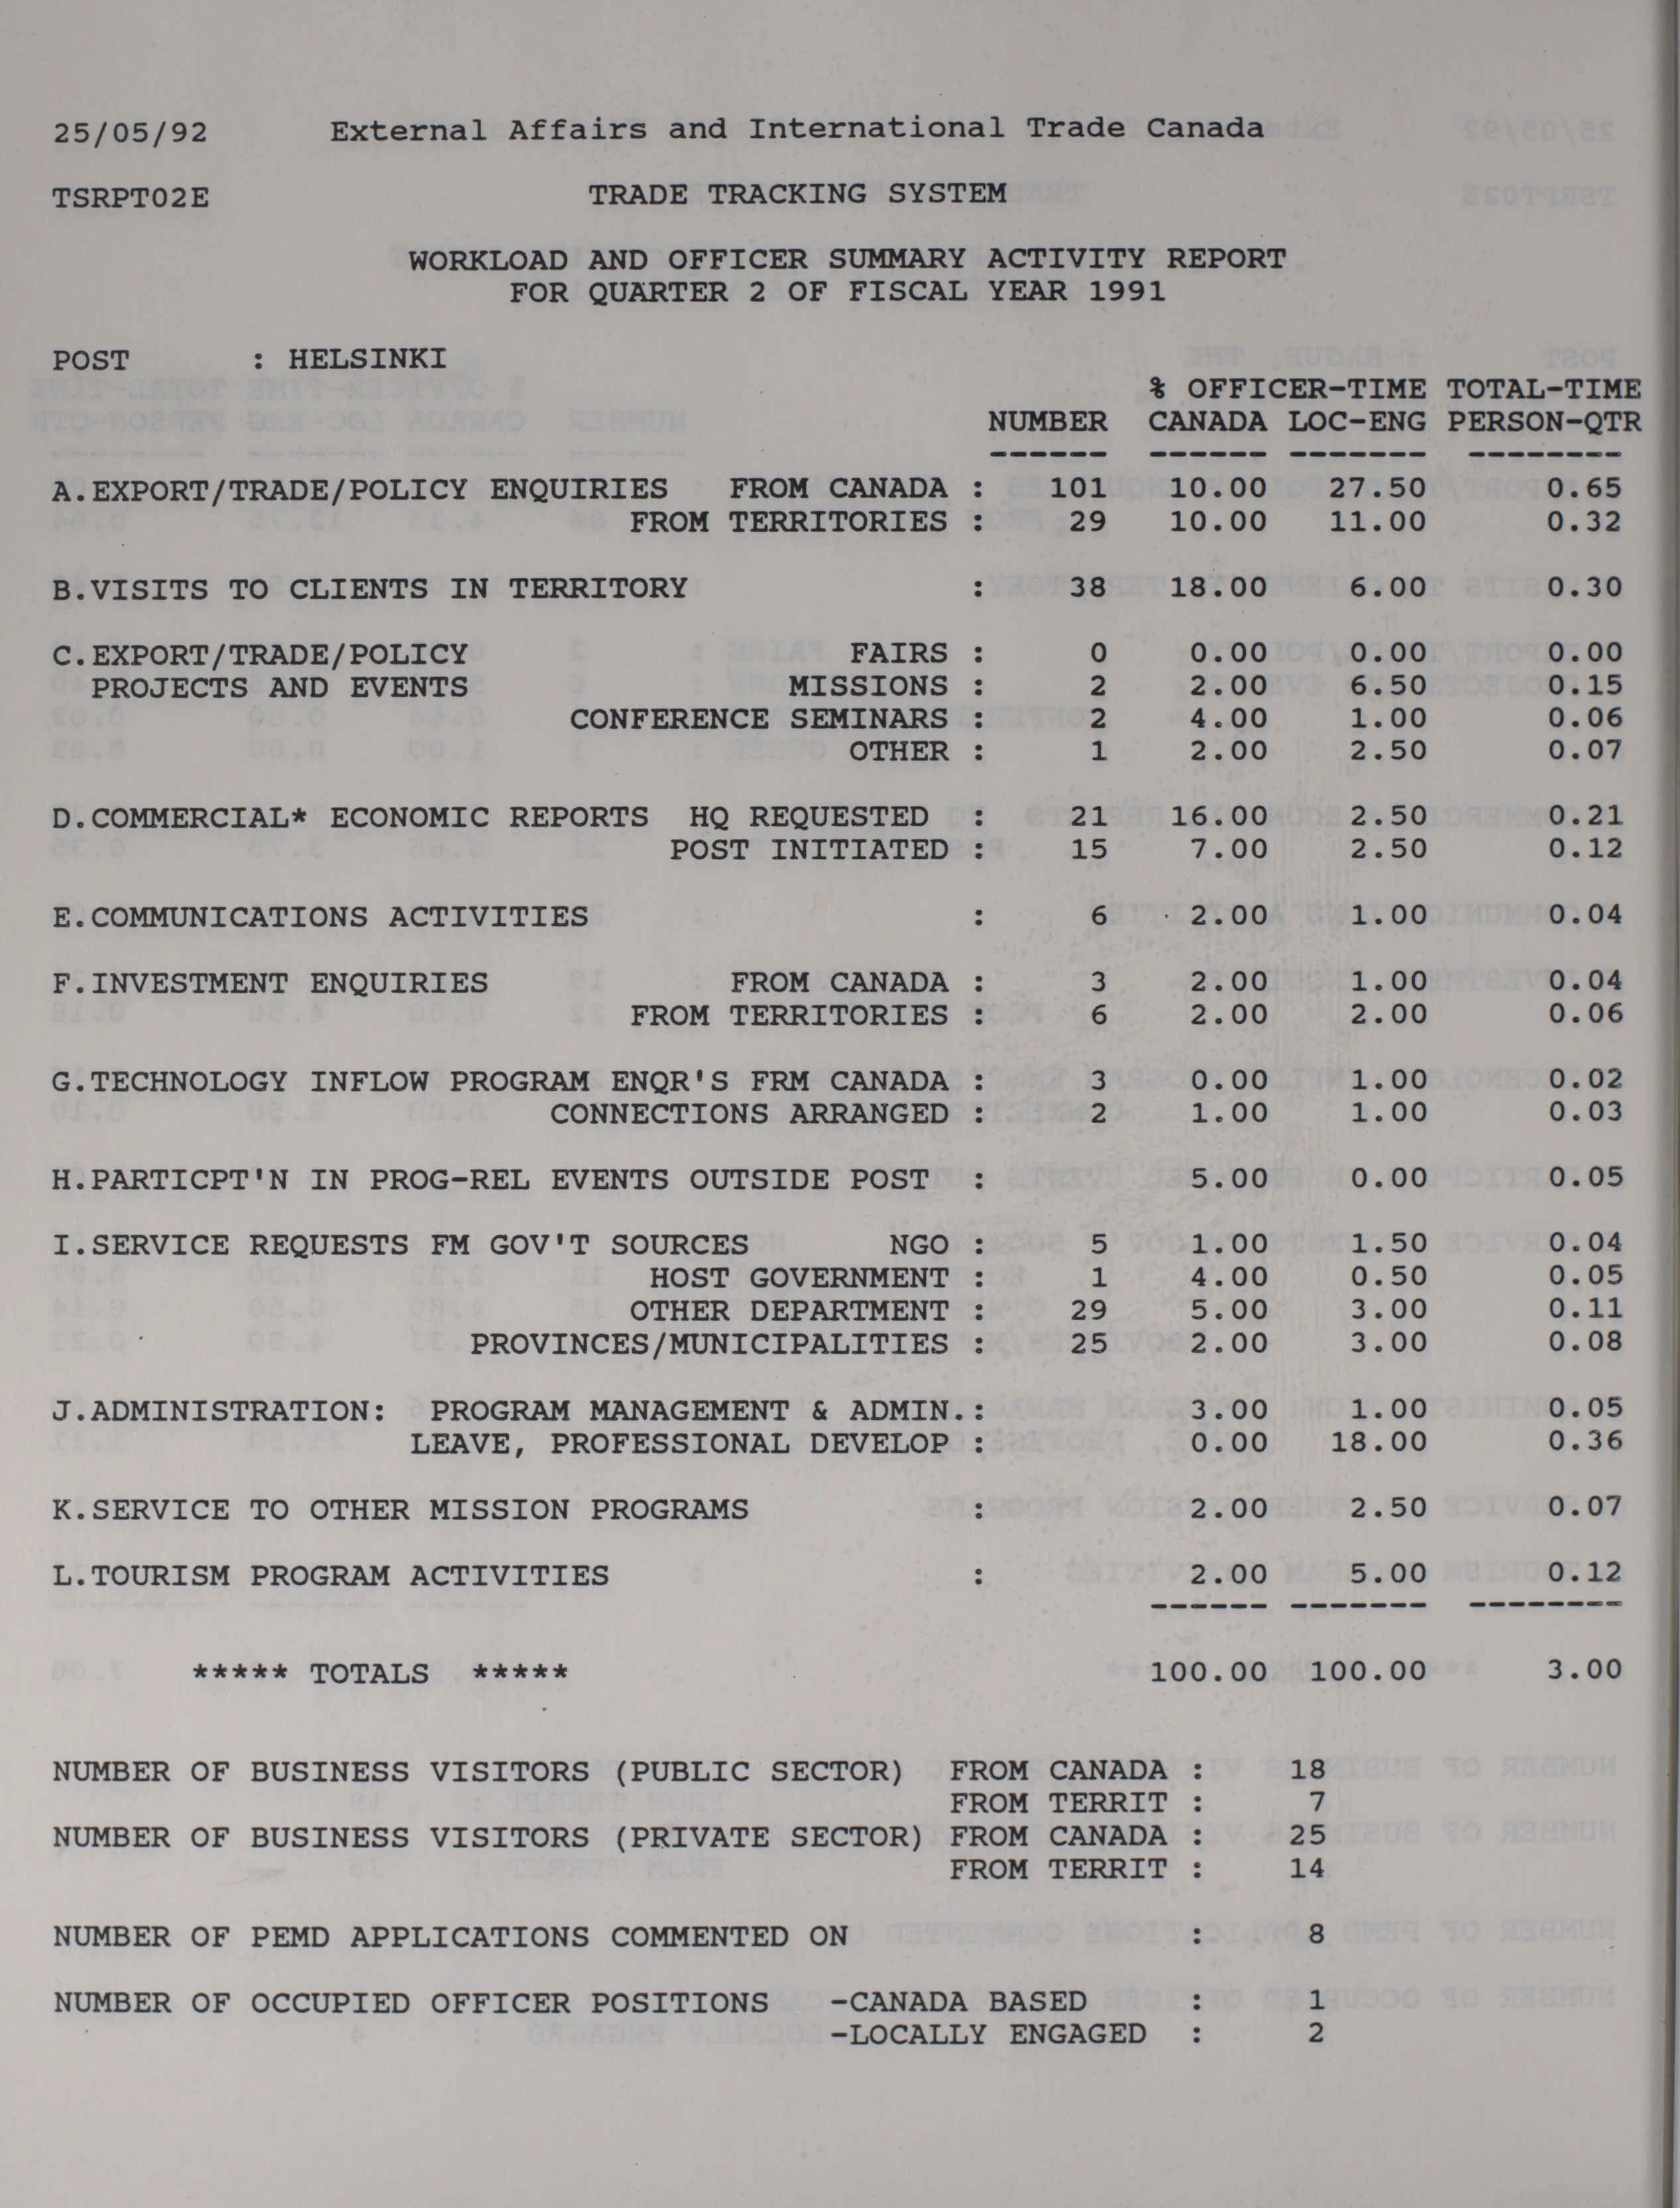 25/05/92 External Affairs and International Trade Canada
TSRPT02E TRADE TRACKING SYSTEM
WORKLOAD AND OFFICER SUMMARY ACTIVITY REPORT
FOR QUARTER 2 OF FISCAL YEAR 1991
POST : HELSINKI
% OFFICER-TIME TOTAL-TIME
NUMBER CANADA LOC-ENG PERSON-QTR
------ ------ ------- --------
A.EXPORT/TRADE/POLICY ENQUIRIES FROM CANADA : 101 10.00 27.50 0.65
FROM TERRITORIES : 29 10.00 11.00 0.32
B.VISITS TO CLIENTS IN TERRITORY : 38 18.00 6.00 0.30
C.EXPORT/TRADE/POLICY FAIRS : 0 0.00 0.00 0.00
PROJECTS AND EVENTS MISSIONS : 2 2.00 6.50 0.15
CONFERENCE SEMINARS : 2 4.00 1.00 0.06
OTHER : 1 2.00 2.50 0.07
D.COMMERCIAL* ECONOMIC REPORTS HQ REQUESTED : 21 16.00 2.50 0.21
POST INITIATED : 15 7.00 2.50 0.12
E.COMMUNICATIONS ACTIVITIES : 6 2.00 1.00 0.04
F.INVESTMENT ENQUIRIES FROM CANADA : 3 2.00 1.00 0.04
FROM TERRITORIES : 6 2.00 2.00 0.06
G.TECHNOLOGY INFLOW PROGRAM ENQR'S FRM CANADA : 3 0.00 1.00 0.02
CONNECTIONS ARRANGED : 2 1.00 1.00 0.03
H.PARTICPT'N IN PROG-REL EVENTS OUTSIDE POST : 5.00 0.00 0.05
I.SERVICE REQUESTS FM GOV'T SOURCES NGO : 5 1.00 1.50 0.04
HOST GOVERNMENT : 1 4.00 0.50 0.05
OTHER DEPARTMENT : 29 5.00 3.00 0.11
PROVINCES/MUNICIPALITIES : 25 2.00 3.00 0.08
J.ADMINISTRATION: PROGRAM MANAGEMENT & ADMIN.: 3.00 1.00 0.05
LEAVE, PROFESSIONAL DEVELOP : 0.00 18.00 0.36
K.SERVICE TO OTHER MISSION PROGRAMS : 2.00 2.50 0.07
L.TOURISM PROGRAM ACTIVITIES : 2.00 5.00 0.12
------ ------- --------
***** TOTALS ***** 100.00 100.00 3.00
NUMBER OF BUSINESS VISITORS (PUBLIC SECTOR) FROM CANADA : 18
FROM TERRIT : 7
NUMBER OF BUSINESS VISITORS (PRIVATE SECTOR) FROM CANADA : 25
FROM TERRIT : 14
NUMBER OF PEMD APPLICATIONS COMMENTED ON : 8
NUMBER OF OCCUPIED OFFICER POSITIONS -CANADA BASED : 1
-LOCALLY ENGAGED : 2